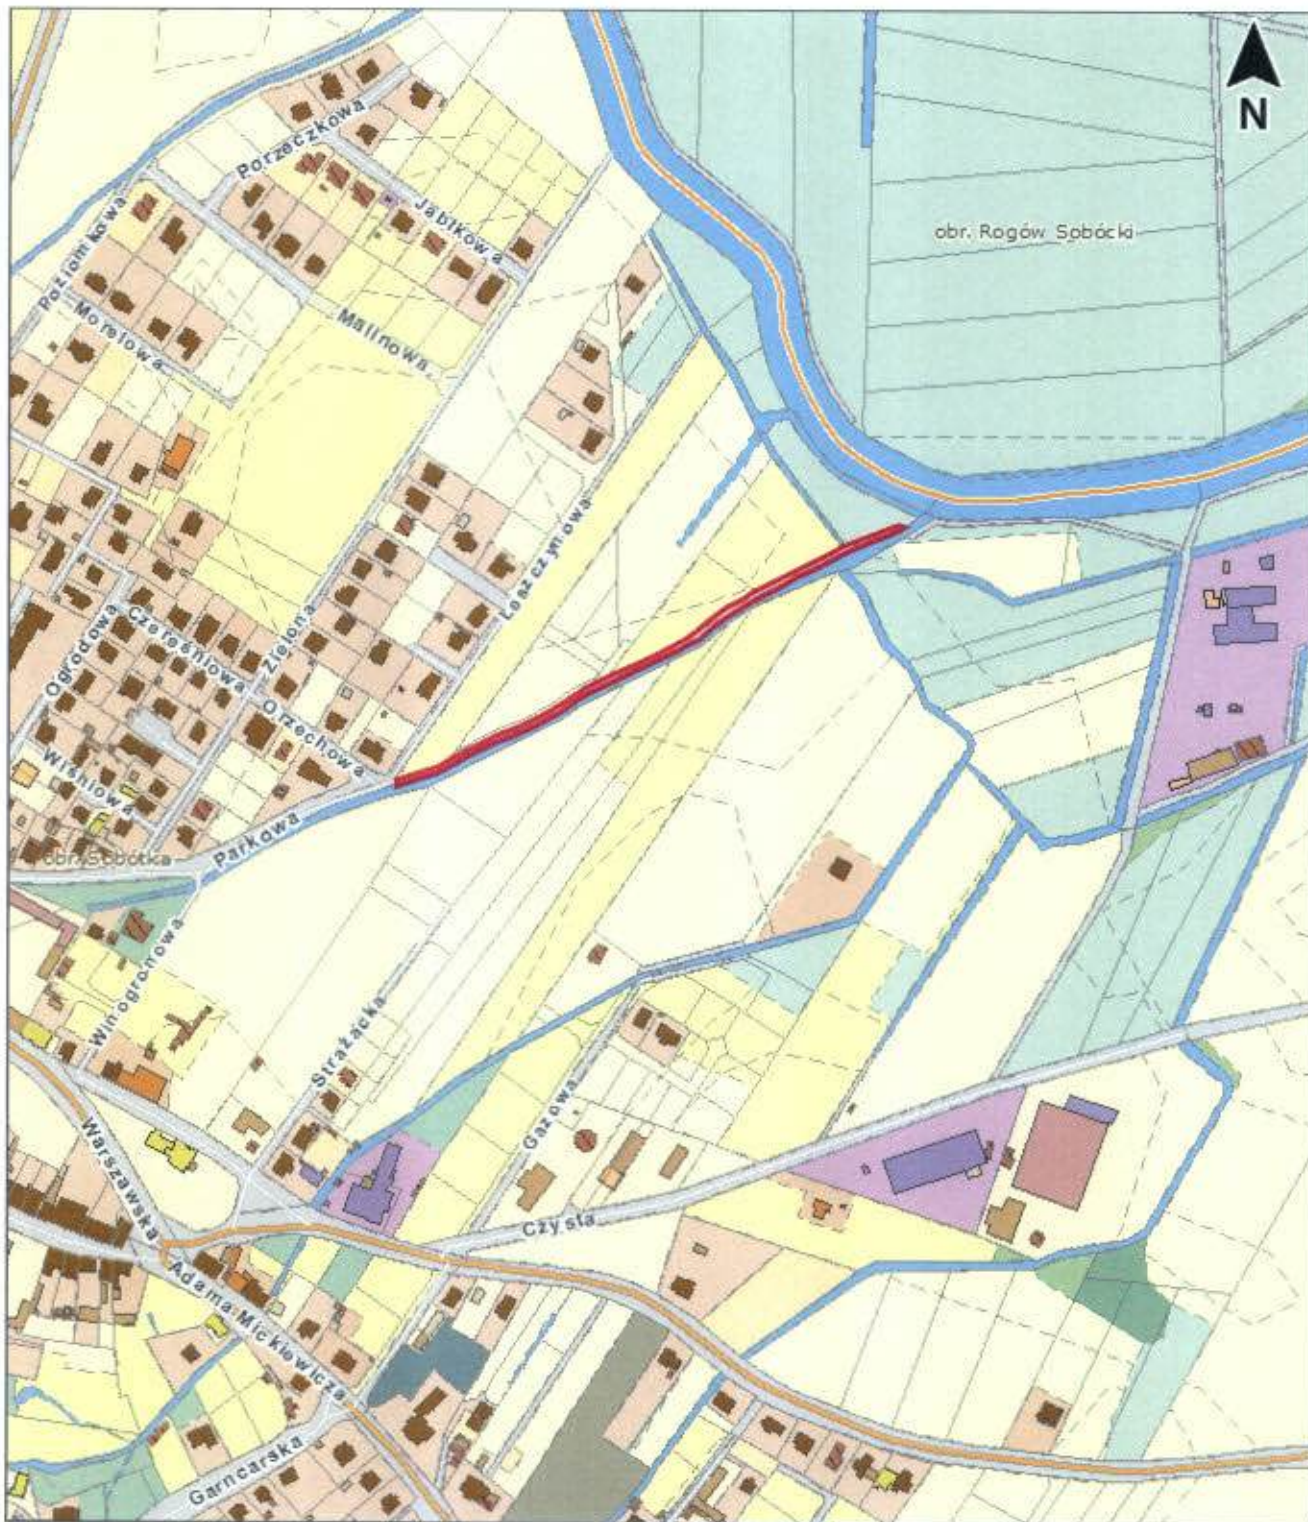 N
Porzeczkowa
Jabłkowa
Poziomkowa
obr. Rogów Sobócki
Morelowa
Malinowa
Leszczynowa
Ogrodowa
Czereśniowa
Zielona
Orzechowa
Wiśniowa
Parkowa
obr. Sobótka
Winogronowa
Strażacka
Gazowa
Warszawska
Czysta
Adama Mickiewicza
Garncarska